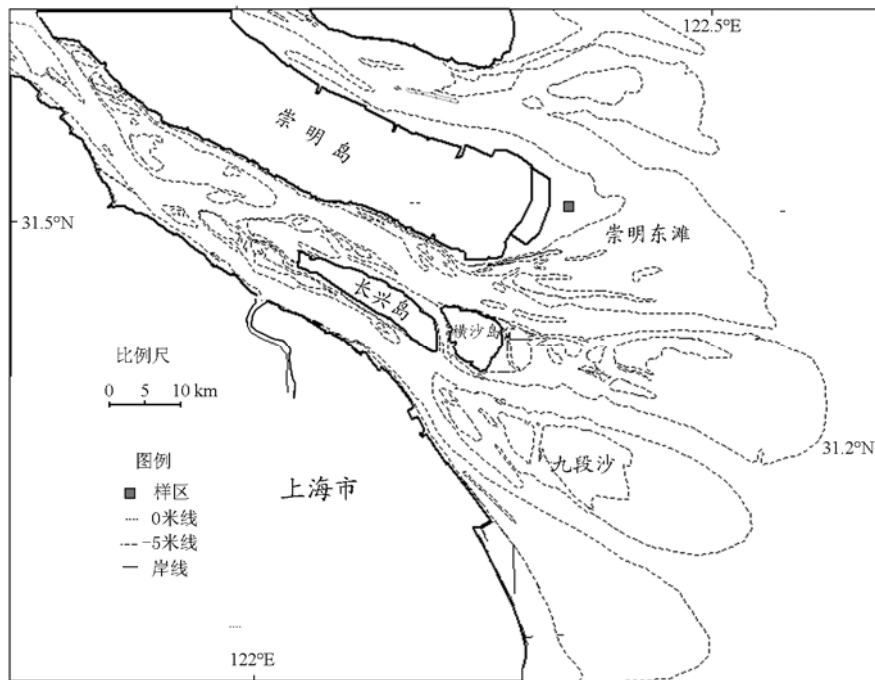 122.5°E
崇明岛
31.5°N
崇明东滩
长兴岛
横沙岛
比例尺
0 5 10 km
31.2°N
图例
九段沙
上海市
样区
0米线
-5米线
岸线
122°E